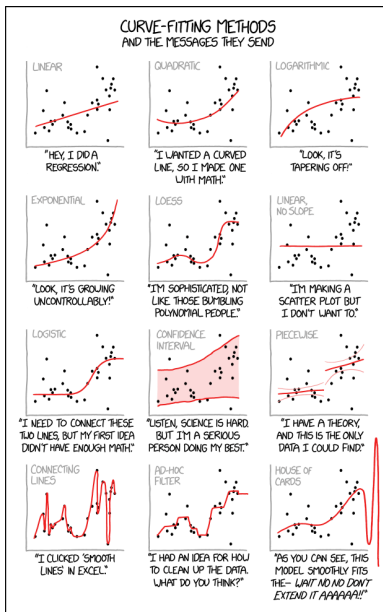 CURVE-FITTING METHODS
AND THE MESSAGES THEY SEND
LINEAR
"HEY, I DID A
REGRESSION."
QUADRATIC
"I WANTED A CURVED
LINE, SO I MADE ONE
WITH MATH."
LOGARITHMIC
"LOOK, IT'S
TAPERING OFF!"
EXPONENTIAL
"LOOK, IT'S GROWING
UNCONTROLLABLY!"
LOESS
"I'M SOPHISTICATED, NOT
LIKE THOSE BUMBLING
POLYNOMIAL PEOPLE."
LINEAR,
NO SLOPE
"I'M MAKING A
SCATTER PLOT BUT
I DON'T WANT TO."
LOGISTIC
"I NEED TO CONNECT THESE
TWO LINES, BUT MY FIRST IDEA
DIDN'T HAVE ENOUGH MATH."
CONFIDENCE
INTERVAL
"LISTEN, SCIENCE IS HARD.
BUT I'M A SERIOUS
PERSON DOING MY BEST."
PIECEWISE
"I HAVE A THEORY,
AND THIS IS THE ONLY
DATA I COULD FIND."
CONNECTING
LINES
"I CLICKED 'SMOOTH
LINES' IN EXCEL."
AD-HOC
FILTER
"I HAD AN IDEA FOR HOW
TO CLEAN UP THE DATA.
WHAT DO YOU THINK?"
HOUSE OF
CARDS
"AS YOU CAN SEE, THIS
MODEL SMOOTHLY FITS
THE- WAIT NO NO DON'T
EXTEND IT AAAAAA!!"